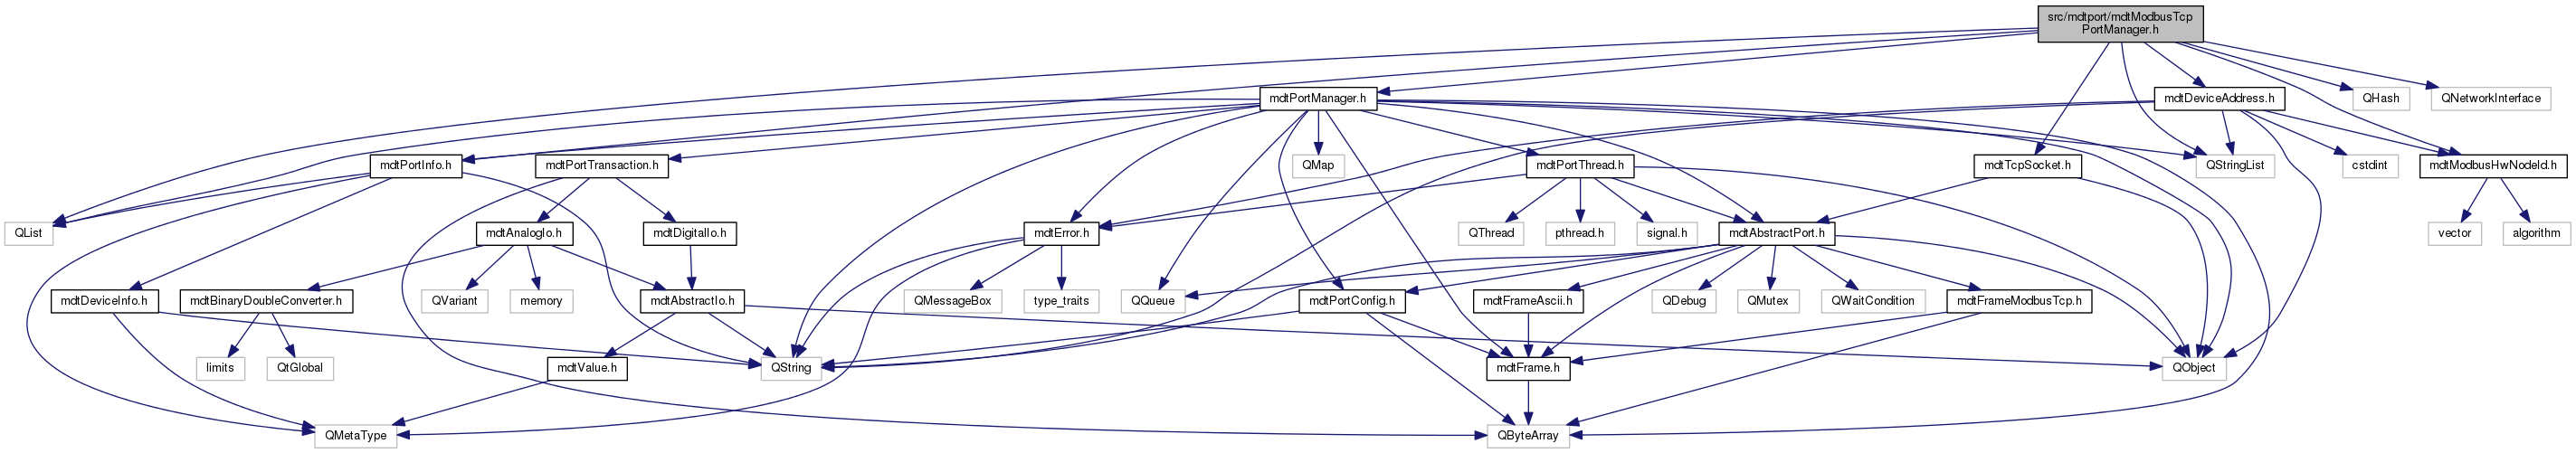 src/mdtport/mdtModbusTcp
PortManager.h
mdtPortManager.h
mdtDeviceAddress.h
QHash
QNetworkInterface
mdtPortInfo.h
mdtPortTransaction.h
QMap
mdtPortThread.h
mdtTcpSocket.h
QStringList
cstdint
mdtModbusHwNodeId.h
QList
mdtAnalogIo.h
mdtDigitalIo.h
mdtError.h
QThread
pthread.h
signal.h
mdtAbstractPort.h
vector
algorithm
mdtDeviceInfo.h
mdtBinaryDoubleConverter.h
QVariant
memory
mdtAbstractIo.h
QMessageBox
type_traits
QQueue
mdtPortConfig.h
mdtFrameAscii.h
QDebug
QMutex
QWaitCondition
mdtFrameModbusTcp.h
limits
QtGlobal
mdtValue.h
QString
mdtFrame.h
QObject
QMetaType
QByteArray